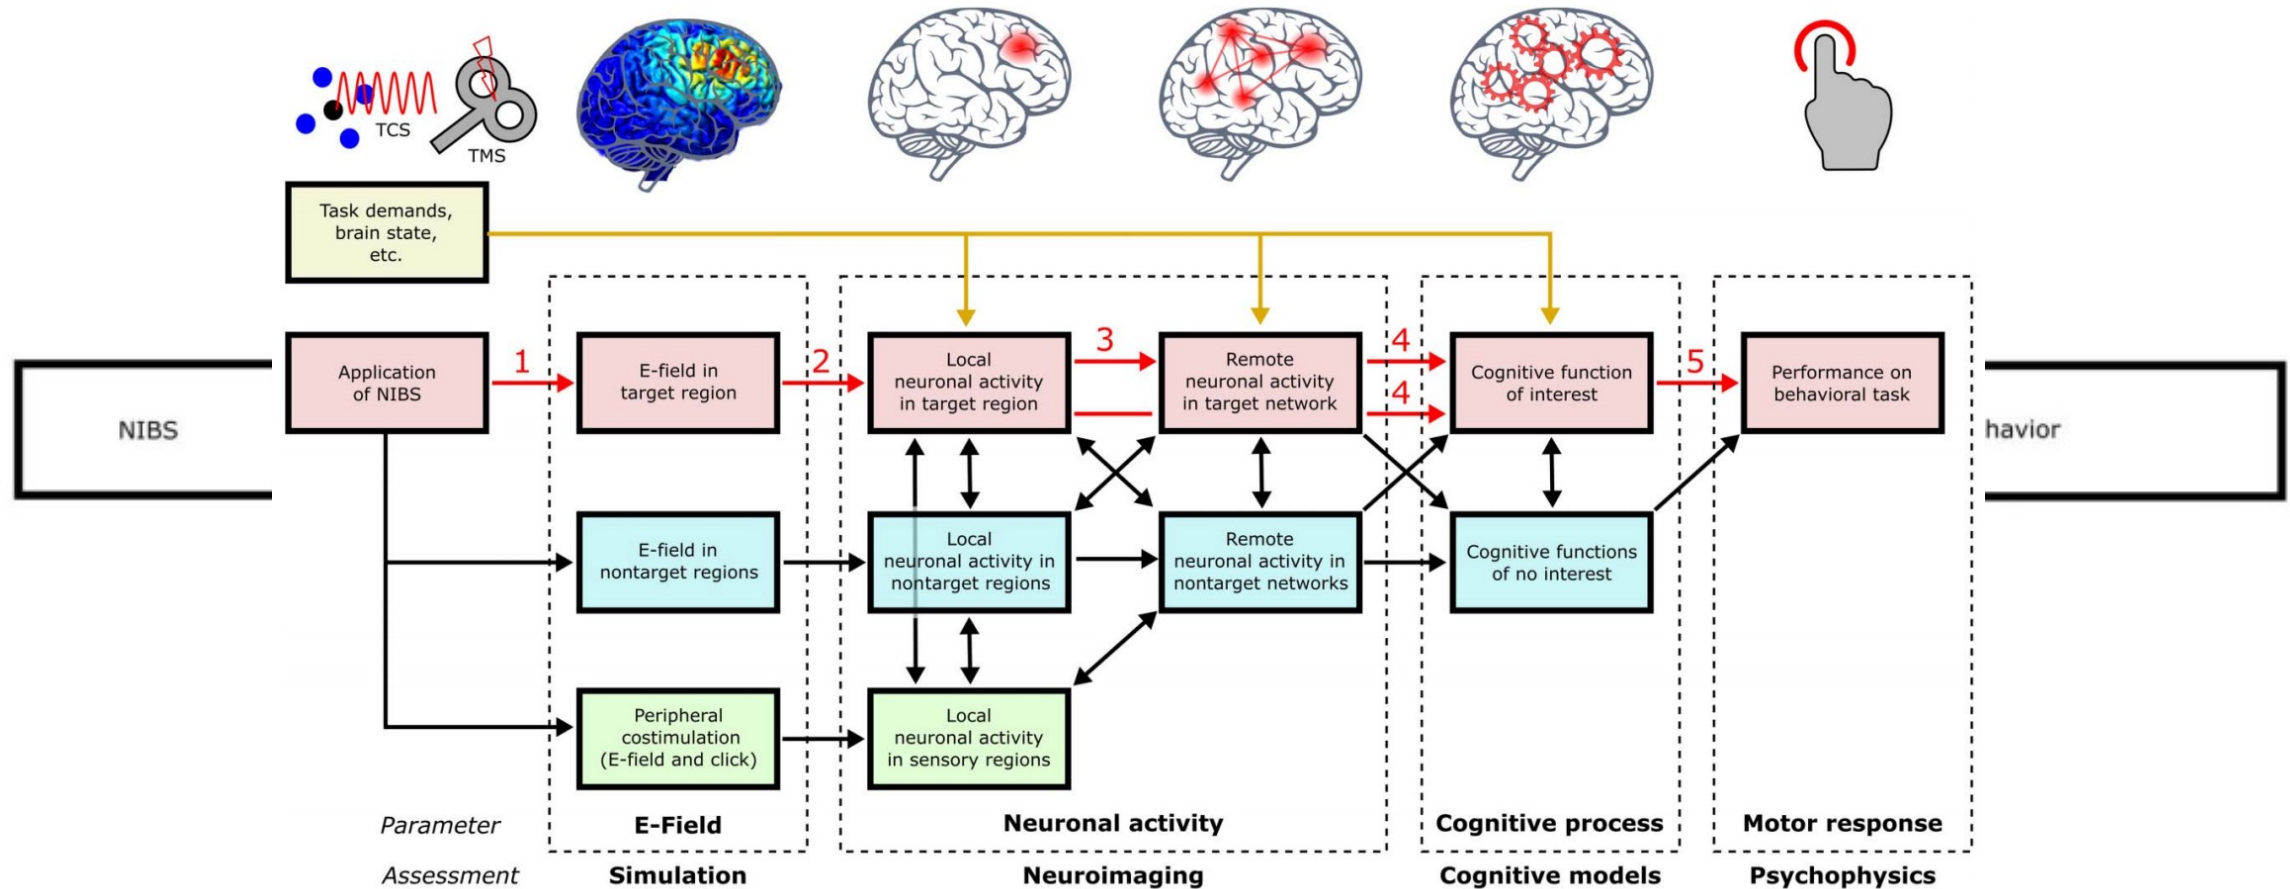 TCS
TMS
Task demands,
brain state,
etc.
NIBS
Application
of NIBS
1
E-field in
target region
2
Local
neuronal activity
in target region
3
Remote
neuronal activity
in target network
4
4
Cognitive function
of interest
5
Performance on
behavioral task
havior
E-field in
nontarget regions
Local
neuronal activity in
nontarget regions
Remote
neuronal activity in
nontarget networks
Cognitive functions
of no interest
Peripheral
costimulation
(E-field and click)
Local
neuronal activity
in sensory regions
Parameter
E-Field
Neuronal activity
Cognitive process
Motor response
Assessment
Simulation
Neuroimaging
Cognitive models
Psychophysics